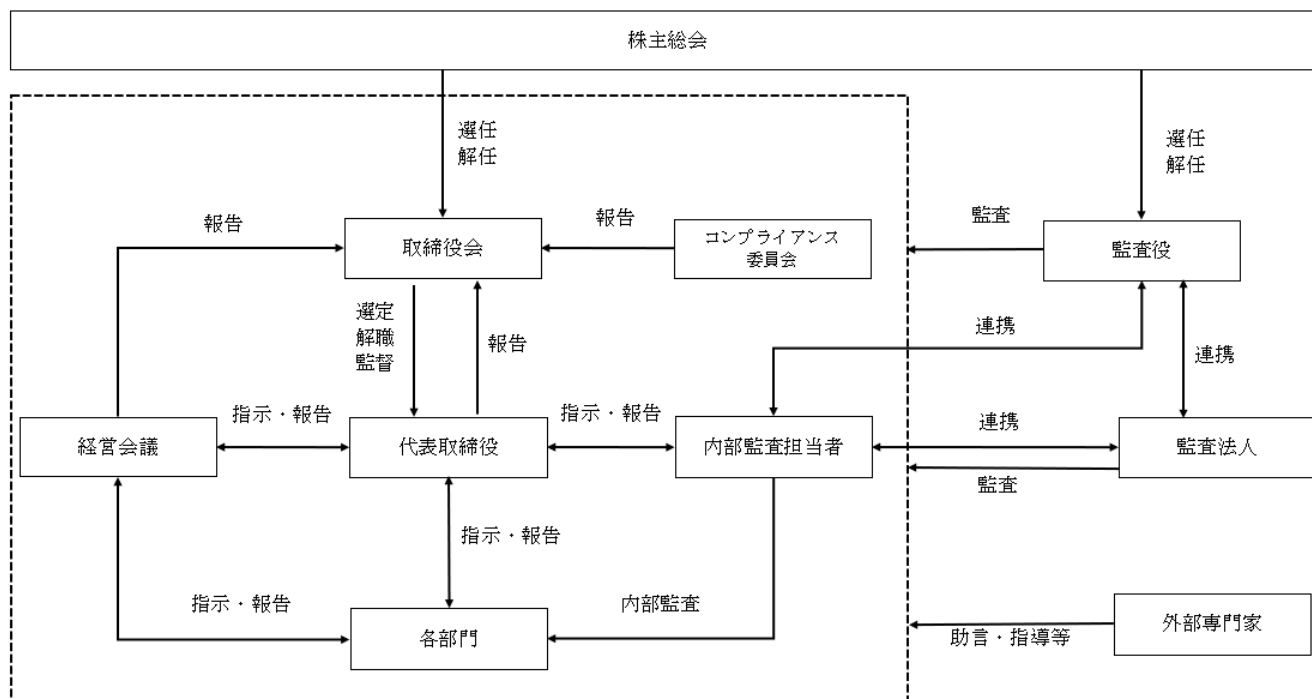 株主総会
選任
解任
選任
解任
報告
報告
監査
取締役会
コンプライアンス
委員会
監査役
選定
解職
監督
報告
連携
連携
指示・報告
指示・報告
連携
経営会議
代表取締役
内部監査担当者
監査法人
監査
指示・報告
指示・報告
内部監査
各部門
外部専門家
助言・指導等